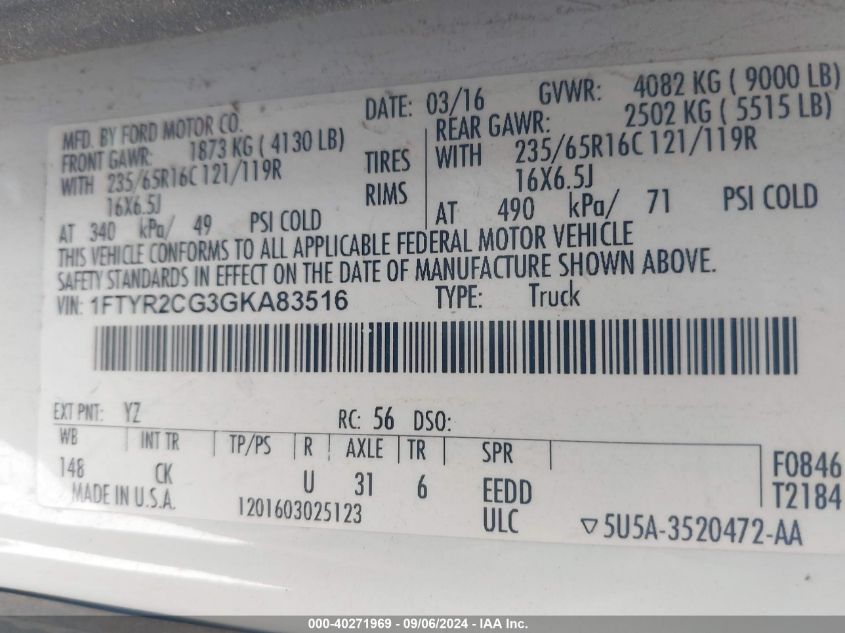 MFD. BY FORD MOTOR CO. DATE: 03/16 GVWR: 4082 KG ( 9000 LB)
FRONT GAWR: 1873 KG ( 4130 LB) REAR GAWR: 2502 KG ( 5515 LB)
WITH 235/65R16C 121/119R TIRES WITH 235/65R16C 121/119R
16X6.5J RIMS 16X6.5J
AT 340 kPa/ 49 PSI COLD AT 490 kPa/ 71 PSI COLD
THIS VEHICLE CONFORMS TO ALL APPLICABLE FEDERAL MOTOR VEHICLE
SAFETY STANDARDS IN EFFECT ON THE DATE OF MANUFACTURE SHOWN ABOVE.
VIN: 1FTYR2CG3GKA83516 TYPE: Truck
EXT PNT: YZ RC: 56 DSO:
WB INT TR TP/PS R AXLE TR SPR
148 CK U 31 6 EEDD F0846
MADE IN U.S.A. 1201603025123 ULC T2184
▽5U5A-3520472-AA
000-40271969 - 09/06/2024 - IAA Inc.